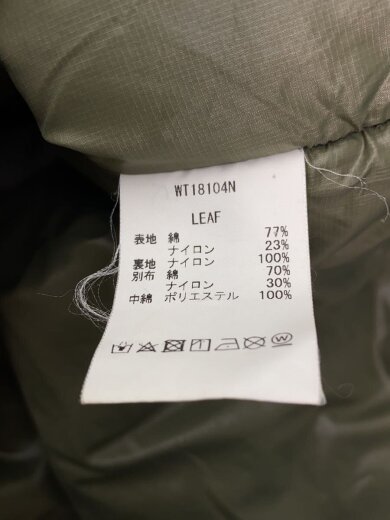 WT18104N
LEAF
表地 綿 77%
ナイロン 23%
裏地 ナイロン 100%
別布 綿 70%
ナイロン 30%
中綿 ポリエステル 100%